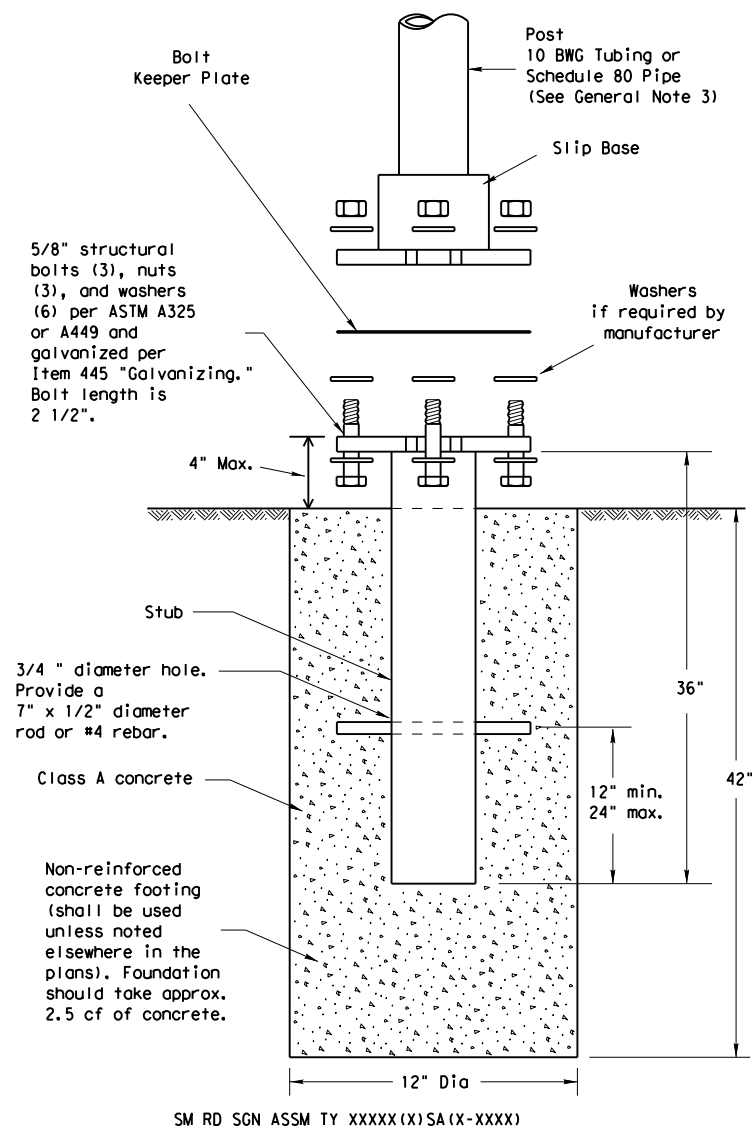 Post
10 BWG Tubing or
Schedule 80 Pipe
(See General Note 3)
Bolt
Keeper Plate
Slip Base
5/8" structural
bolts (3), nuts
(3), and washers
(6) per ASTM A325
or A449 and
galvanized per
Item 445 "Galvanizing."
Bolt length is
2 1/2".
Washers
if required by
manufacturer
4" Max.
Stub
3/4 " diameter hole.
Provide a
7" x 1/2" diameter
rod or #4 rebar.
36"
Class A concrete
12" min.
24" max.
42"
Non-reinforced
concrete footing
(shall be used
unless noted
elsewhere in the
plans). Foundation
should take approx.
2.5 cf of concrete.
12" Dia
SM RD SGN ASSM TY XXXXX(X)SA(X-XXXX)